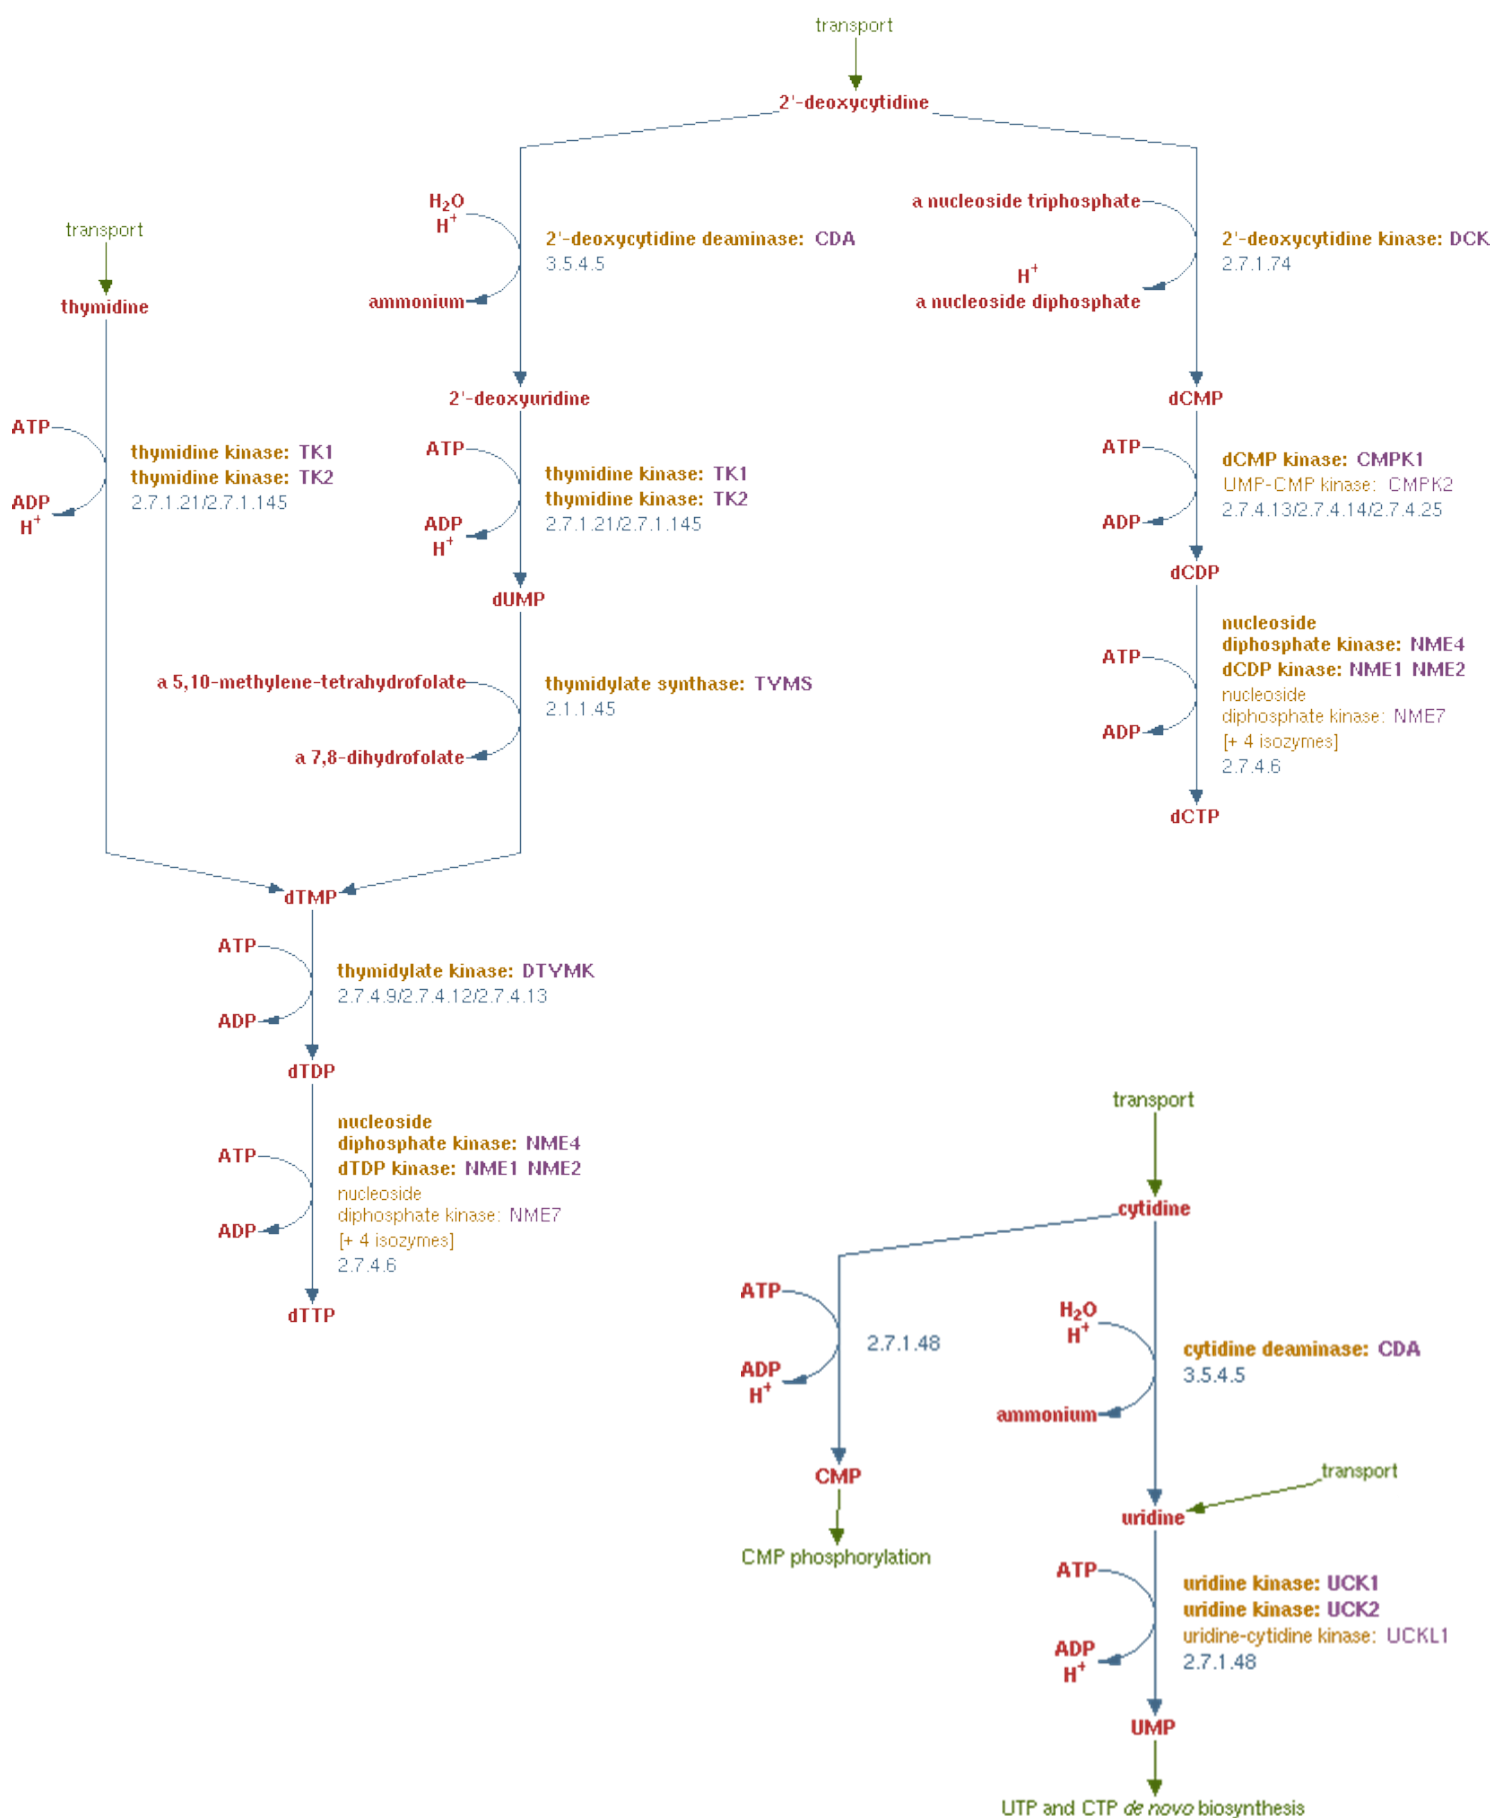 transport
2'-deoxycytidine
H₂O
H⁺
2'-deoxycytidine deaminase: CDA
3.5.4.5
ammonium
a nucleoside triphosphate
2'-deoxycytidine kinase: DCK
2.7.1.74
H⁺
a nucleoside diphosphate
transport
thymidine
ATP
thymidine kinase: TK1
thymidine kinase: TK2
2.7.1.21/2.7.1.145
ADP
H⁺
2'-deoxyuridine
ATP
thymidine kinase: TK1
thymidine kinase: TK2
2.7.1.21/2.7.1.145
ADP
H⁺
dUMP
a 5,10-methylene-tetrahydrofolate
thymidylate synthase: TYMS
2.1.1.45
a 7,8-dihydrofolate
dCMP
ATP
dCMP kinase: CMPK1
UMP-CMP kinase: CMPK2
2.7.4.13/2.7.4.14/2.7.4.25
ADP
dCDP
ATP
nucleoside
diphosphate kinase: NME4
dCDP kinase: NME1 NME2
nucleoside
diphosphate kinase: NME7
[+ 4 isozymes]
2.7.4.6
ADP
dCTP
dTMP
ATP
thymidylate kinase: DTYMK
2.7.4.9/2.7.4.12/2.7.4.13
ADP
dTDP
ATP
nucleoside
diphosphate kinase: NME4
dTDP kinase: NME1 NME2
nucleoside
diphosphate kinase: NME7
[+ 4 isozymes]
2.7.4.6
ADP
dTTP
transport
cytidine
ATP
2.7.1.48
ADP
H⁺
CMP
CMP phosphorylation
H₂O
H⁺
cytidine deaminase: CDA
3.5.4.5
ammonium
transport
uridine
ATP
uridine kinase: UCK1
uridine kinase: UCK2
uridine-cytidine kinase: UCKL1
2.7.1.48
ADP
H⁺
UMP
UTP and CTP de novo biosynthesis